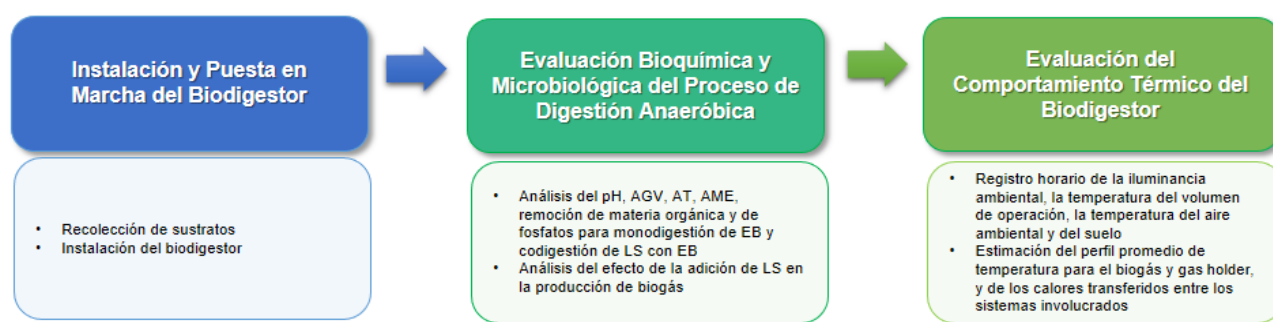 Instalación y Puesta en
Marcha del Biodigestor
Evaluación Bioquímica y
Microbiológica del Proceso de
Digestión Anaeróbica
Evaluación del
Comportamiento Térmico del
Biodigestor
• Recolección de sustratos
• Instalación del biodigestor
• Análisis del pH, AGV, AT, AME,
remoción de materia orgánica y de
fosfatos para monodigestión de EB y
codigestión de LS con EB
• Análisis del efecto de la adición de LS en
la producción de biogás
• Registro horario de la iluminancia
ambiental, la temperatura del volumen
de operación, la temperatura del aire
ambiental y del suelo
• Estimación del perfil promedio de
temperatura para el biogás y gas holder,
y de los calores transferidos entre los
sistemas involucrados